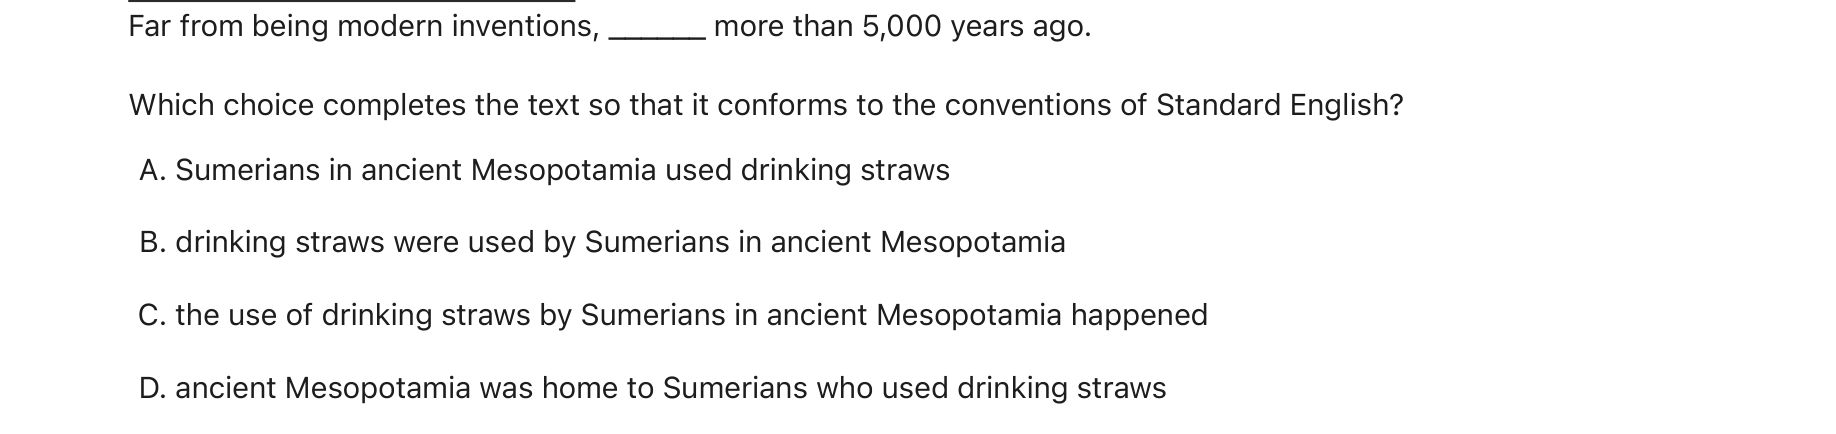 Far from being modern inventions, ______ more than 5,000 years ago.
Which choice completes the text so that it conforms to the conventions of Standard English?
A. Sumerians in ancient Mesopotamia used drinking straws
B. drinking straws were used by Sumerians in ancient Mesopotamia
C. the use of drinking straws by Sumerians in ancient Mesopotamia happened
D. ancient Mesopotamia was home to Sumerians who used drinking straws